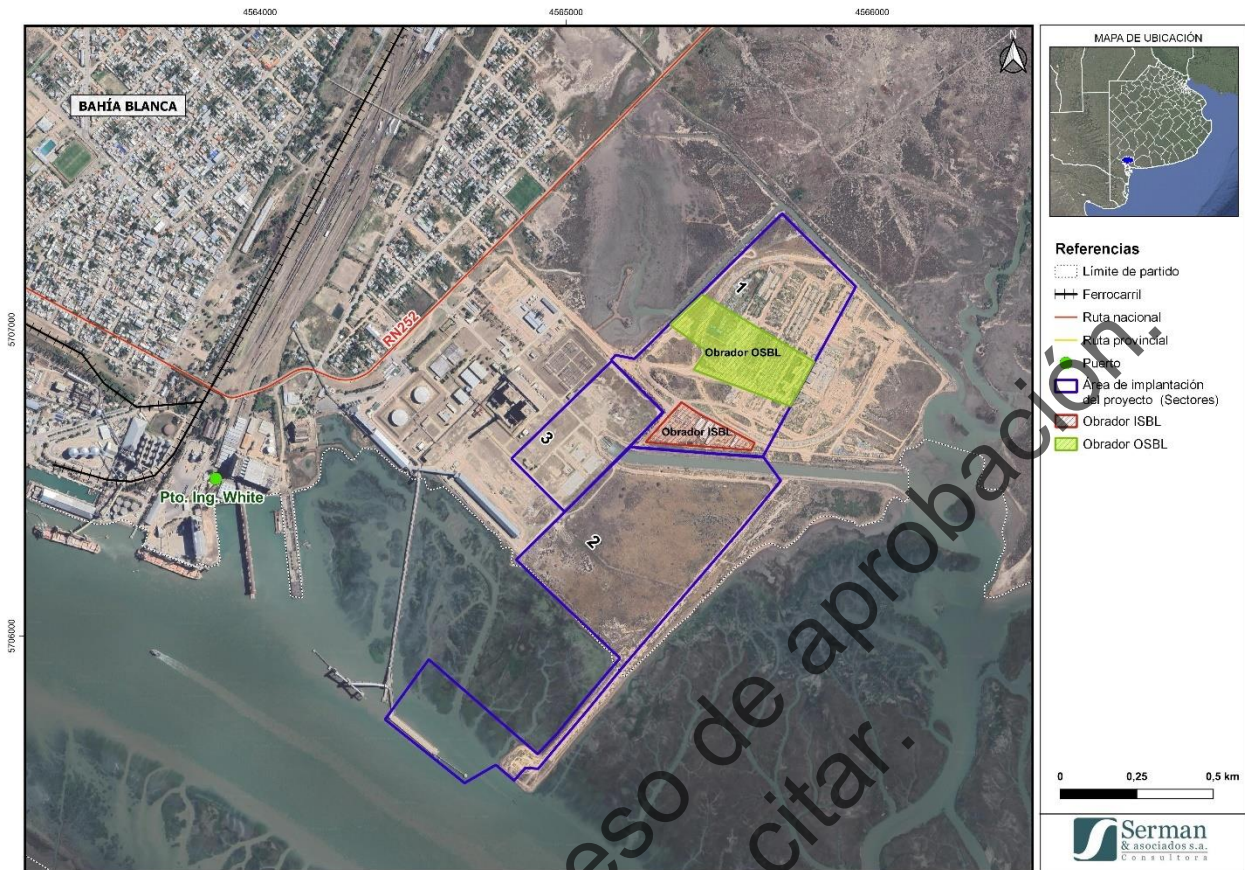 4564000
4565000
4566000
5707000
5706000
BAHÍA BLANCA
N
RN252
1
Obrador OSBL
Obrador ISBL
3
2
Pto. Ing. White
MAPA DE UBICACIÓN
Referencias
Límite de partido
Ferrocarril
Ruta nacional
Ruta provincial
Puerto
Área de implantación
del proyecto (Sectores)
Obrador ISBL
Obrador OSBL
0 0,25 0,5 km
Serman
& asociados s.a.
Consultora
eso de aprobación.
citar.